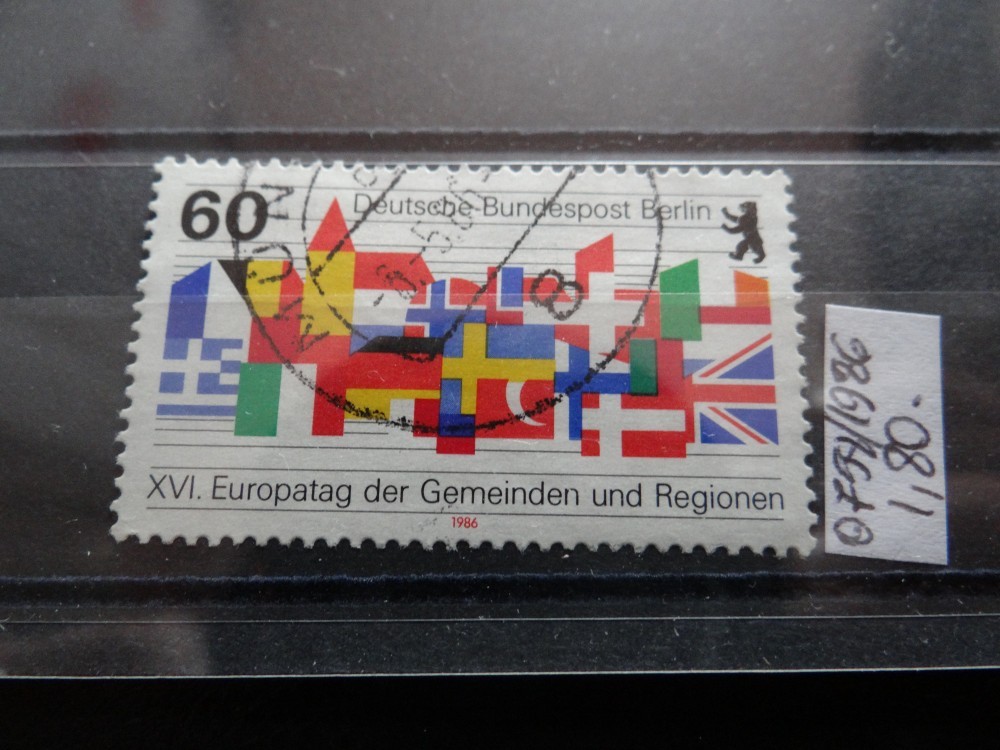 60
Deutsche Bundespost Berlin
XVI. Europatag der Gemeinden und Regionen
1986
1,80.